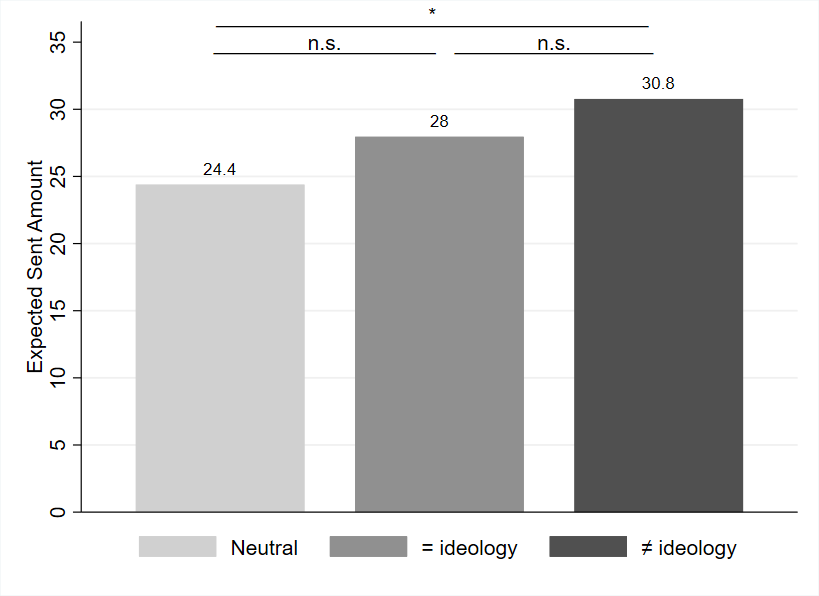 *
n.s.
n.s.
35
30
25
20
15
10
5
0
Expected Sent Amount
24.4
28
30.8
Neutral
= ideology
≠ ideology